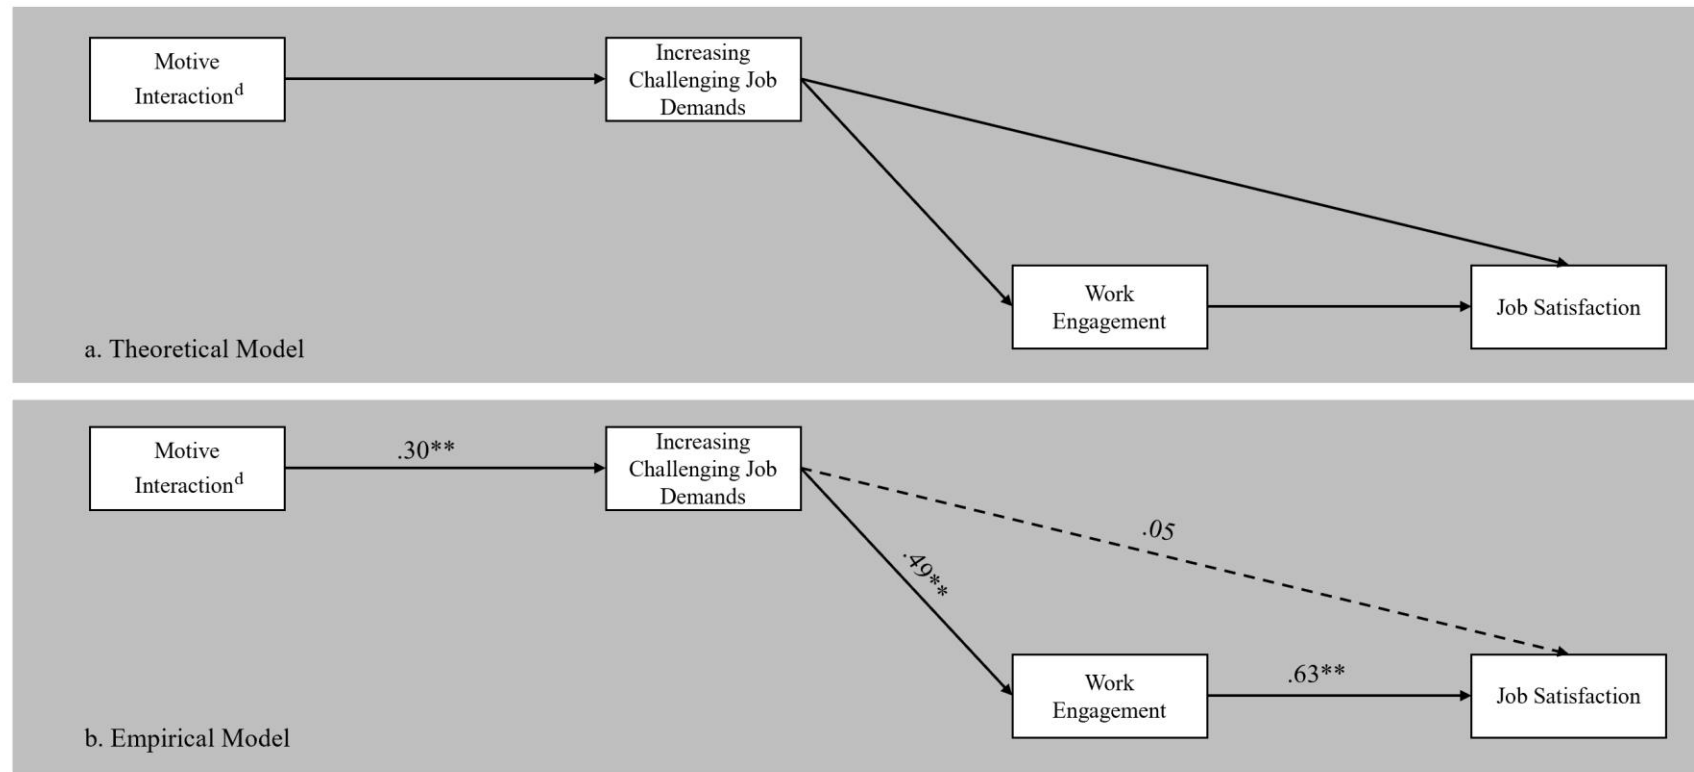 Motive
Interactionᵈ
Increasing
Challenging Job
Demands
Work
Engagement
Job Satisfaction
a. Theoretical Model
Motive
Interactionᵈ
.30**
Increasing
Challenging Job
Demands
.05
.49**
Work
Engagement
.63**
Job Satisfaction
b. Empirical Model